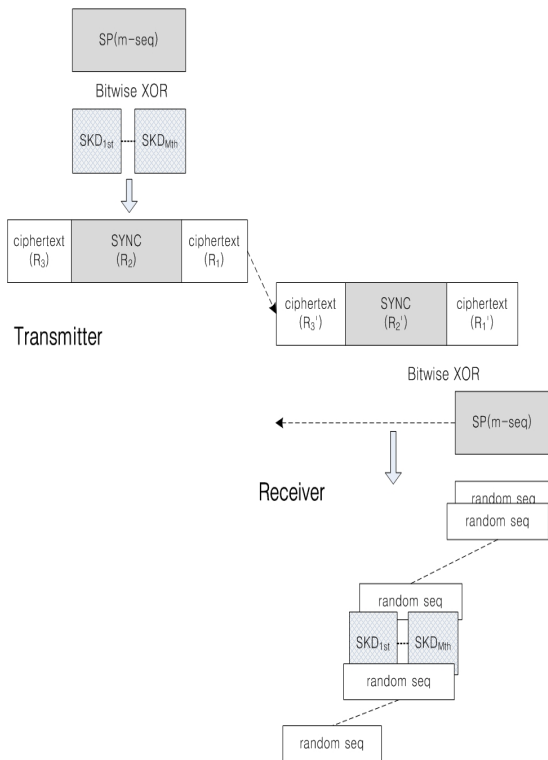 SP(m-seq)
Bitwise XOR
SKD1st SKDMth
ciphertext (R3) SYNC (R2) ciphertext (R1)
Transmitter
ciphertext (R3') SYNC (R2') ciphertext (R1')
Bitwise XOR
SP(m-seq)
Receiver
random seq
random seq
random seq
SKD1st SKDMth
random seq
random seq